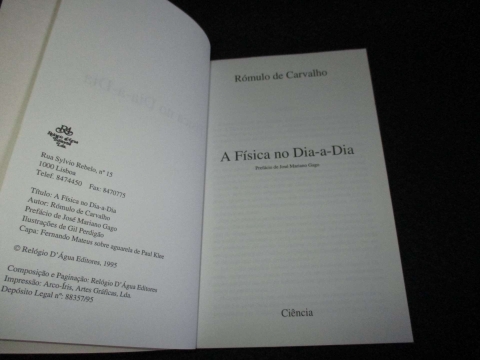 Relógio d'Água
Rua Sylvio Rebelo, nº 15
1000 Lisboa
Telef. 8474450 Fax: 8470775
Título: A Física no Dia-a-Dia
Autor: Rómulo de Carvalho
Prefácio de José Mariano Gago
Ilustrações de Gil Perdigão
Capa: Fernando Mateus sobre aguarela de Paul Klee
© Relógio D'Água Editores, 1995
Composição e Paginação: Relógio D'Água Editores
Impressão: Arco-Íris, Artes Gráficas, Lda.
Depósito Legal nº: 88357/95
Rómulo de Carvalho
A Física no Dia-a-Dia
Prefácio de José Mariano Gago
Ciência